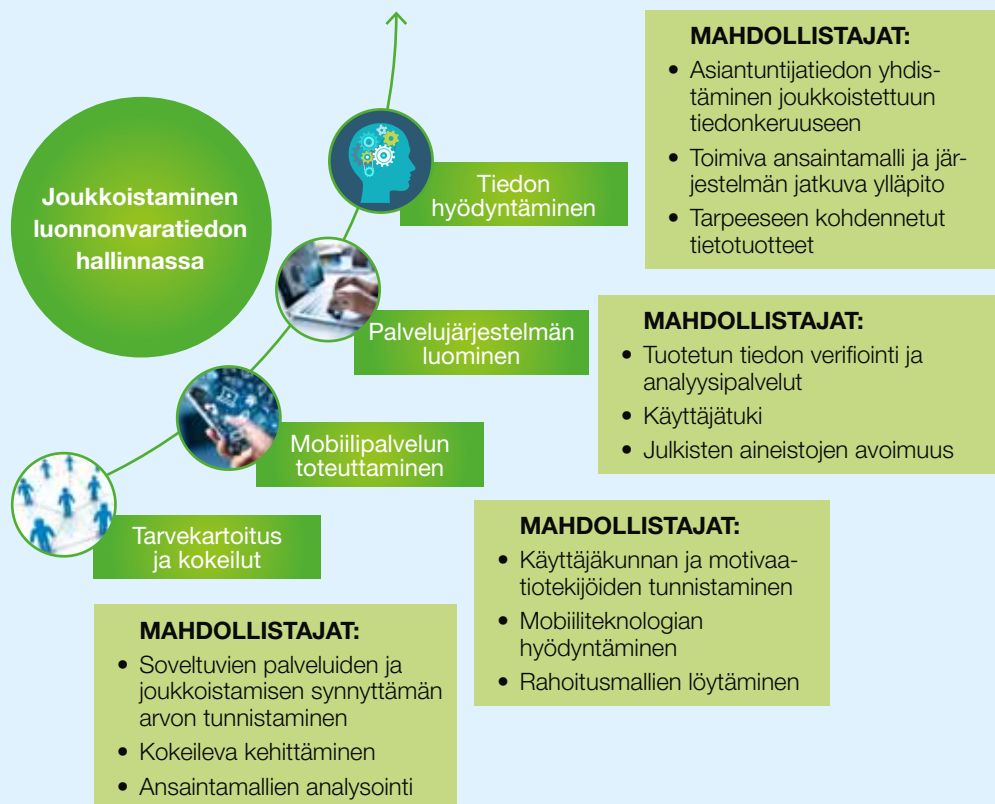 Joukkoistaminen
luonnonvaratiedon
hallinnassa
Tiedon
hyödyntäminen
MAHDOLLISTAJAT:
• Asiantuntijatiedon yhdis-
täminen joukkoistettuun
tiedonkeruuseen
• Toimiva ansaintamalli ja jär-
jestelmän jatkuva ylläpito
• Tarpeeseen kohdennetut
tietotuotteet
Palvelujärjestelmän
luominen
MAHDOLLISTAJAT:
• Tuotetun tiedon verifiointi ja
analyysipalvelut
• Käyttäjätuki
• Julkisten aineistojen avoimuus
Mobiilipalvelun
toteuttaminen
MAHDOLLISTAJAT:
• Käyttäjäkunnan ja motivaa-
tiotekijöiden tunnistaminen
• Mobiiliteknologian
hyödyntäminen
• Rahoitusmallien löytäminen
Tarvekartoitus
ja kokeilut
MAHDOLLISTAJAT:
• Soveltuvien palveluiden ja
joukkoistamisen synnyttämän
arvon tunnistaminen
• Kokeileva kehittäminen
• Ansaintamallien analysointi